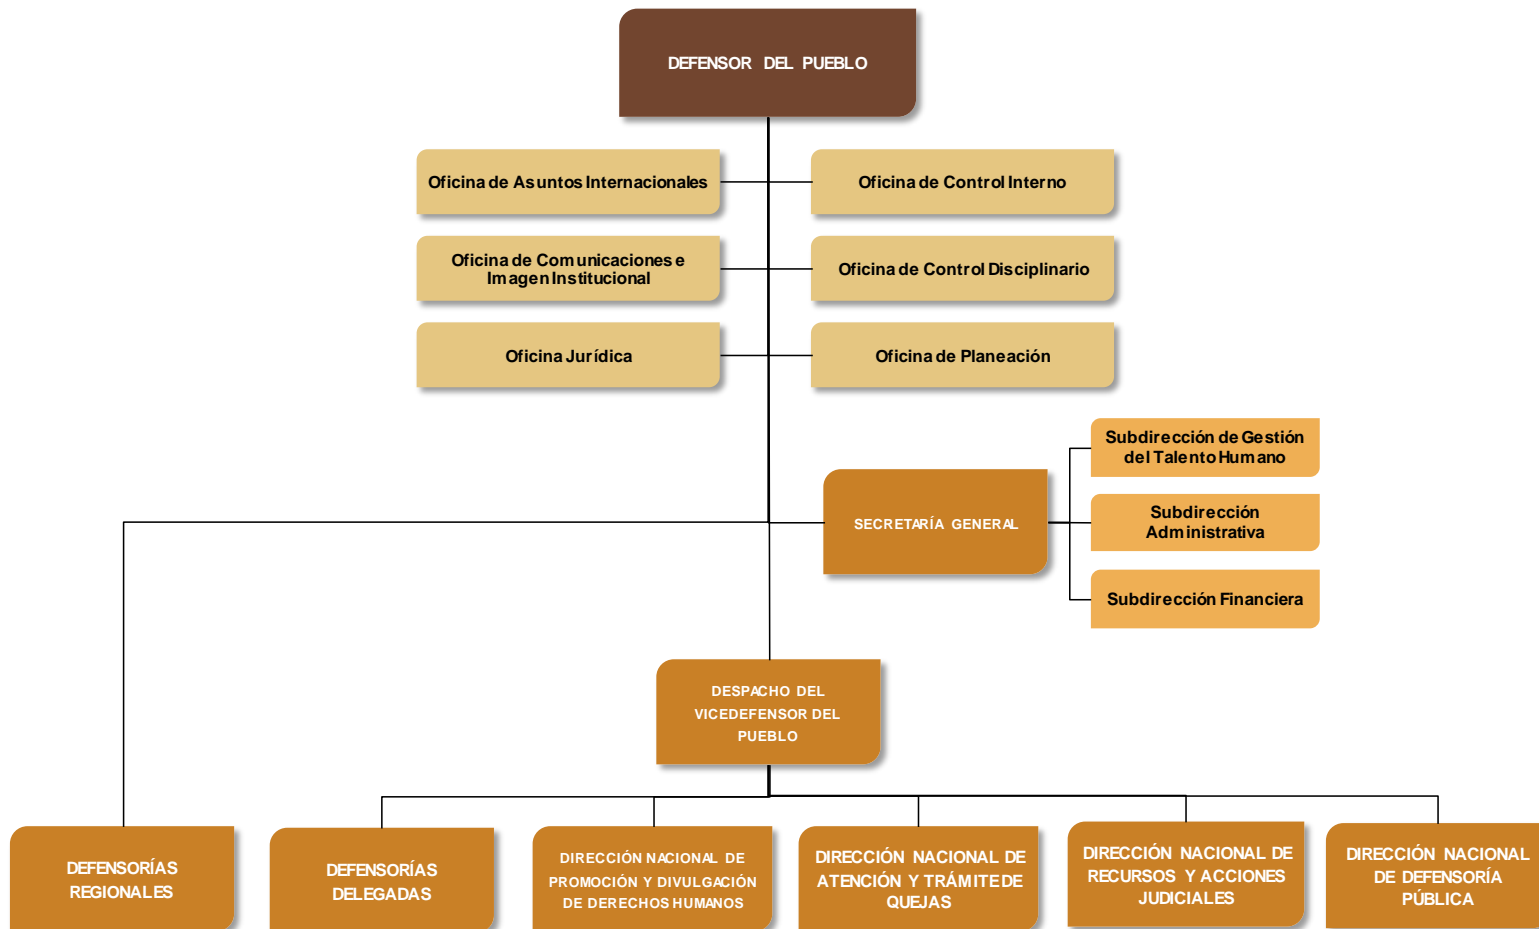 DEFENSOR DEL PUEBLO
Oficina de Asuntos Internacionales
Oficina de Control Interno
Oficina de Comunicaciones e
Imagen Institucional
Oficina de Control Disciplinario
Oficina Jurídica
Oficina de Planeación
Subdirección de Gestión
del Talento Humano
SECRETARÍA GENERAL
Subdirección
Administrativa
Subdirección Financiera
DESPACHO DEL
VICEDEFENSOR DEL
PUEBLO
DEFENSORÍAS
REGIONALES
DEFENSORÍAS
DELEGADAS
DIRECCIÓN NACIONAL DE
PROMOCIÓN Y DIVULGACIÓN
DE DERECHOS HUMANOS
DIRECCIÓN NACIONAL DE
ATENCIÓN Y TRÁMITE DE
QUEJAS
DIRECCIÓN NACIONAL DE
RECURSOS Y ACCIONES
JUDICIALES
DIRECCIÓN NACIONAL
DE DEFENSORÍA
PÚBLICA